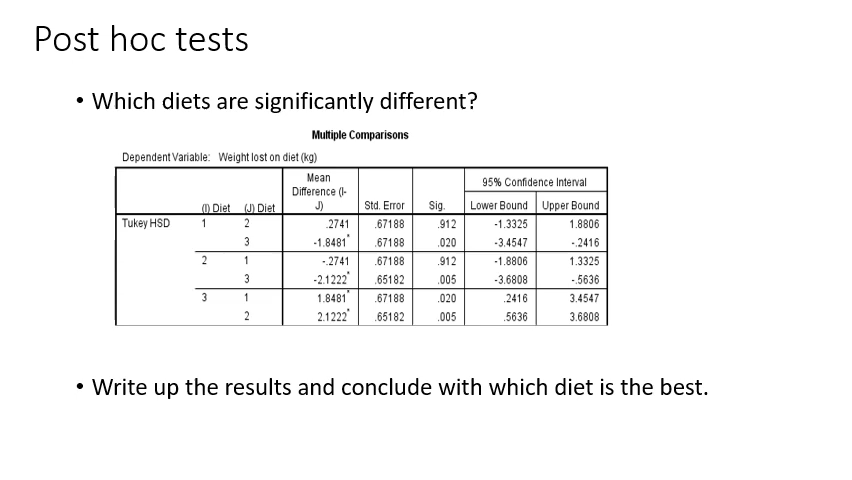 Post hoc tests
• Which diets are significantly different?
Multiple Comparisons
Dependent Variable: Weight lost on diet (kg)
(I) Diet (J) Diet Mean Difference (I-J) Std. Error Sig. 95% Confidence Interval
Lower Bound Upper Bound
Tukey HSD 1 2 .2741 .67188 .912 -1.3325 1.8806
3 -1.8481* .67188 .020 -3.4547 -.2416
2 1 -.2741 .67188 .912 -1.8806 1.3325
3 -2.1222* .65182 .005 -3.6808 -.5636
3 1 1.8481* .67188 .020 .2416 3.4547
2 2.1222* .65182 .005 .5636 3.6808
• Write up the results and conclude with which diet is the best.